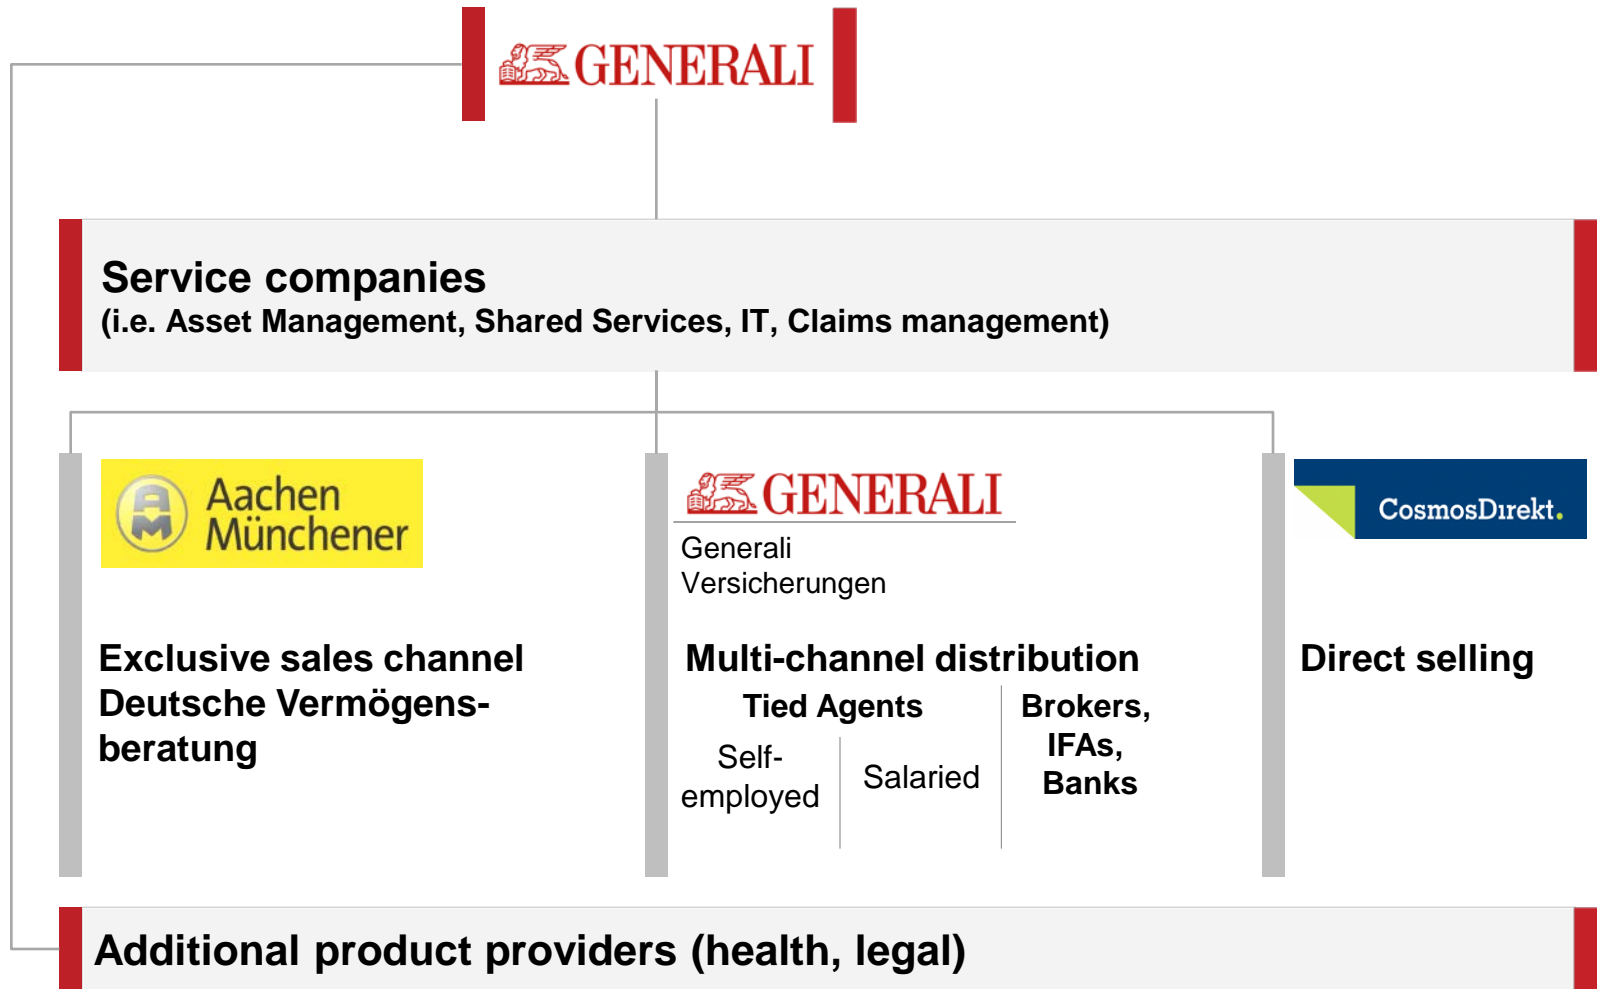 GENERALI
Service companies
(i.e. Asset Management, Shared Services, IT, Claims management)
Aachen
Münchener
AM
Exclusive sales channel
Deutsche Vermögens-
beratung
GENERALI
Generali
Versicherungen
Multi-channel distribution
Tied Agents
Self-
employed
Salaried
Brokers,
IFAs,
Banks
CosmosDırekt.
Direct selling
Additional product providers (health, legal)